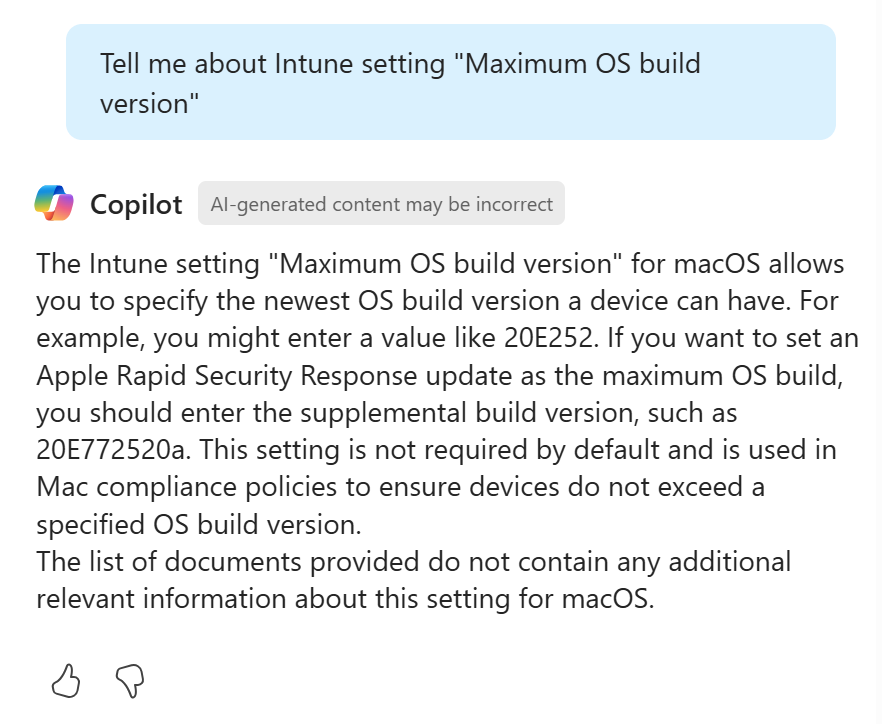 Tell me about Intune setting "Maximum OS build
version"
Copilot AI-generated content may be incorrect
The Intune setting "Maximum OS build version" for macOS allows
you to specify the newest OS build version a device can have. For
example, you might enter a value like 20E252. If you want to set an
Apple Rapid Security Response update as the maximum OS build,
you should enter the supplemental build version, such as
20E772520a. This setting is not required by default and is used in
Mac compliance policies to ensure devices do not exceed a
specified OS build version.
The list of documents provided do not contain any additional
relevant information about this setting for macOS.